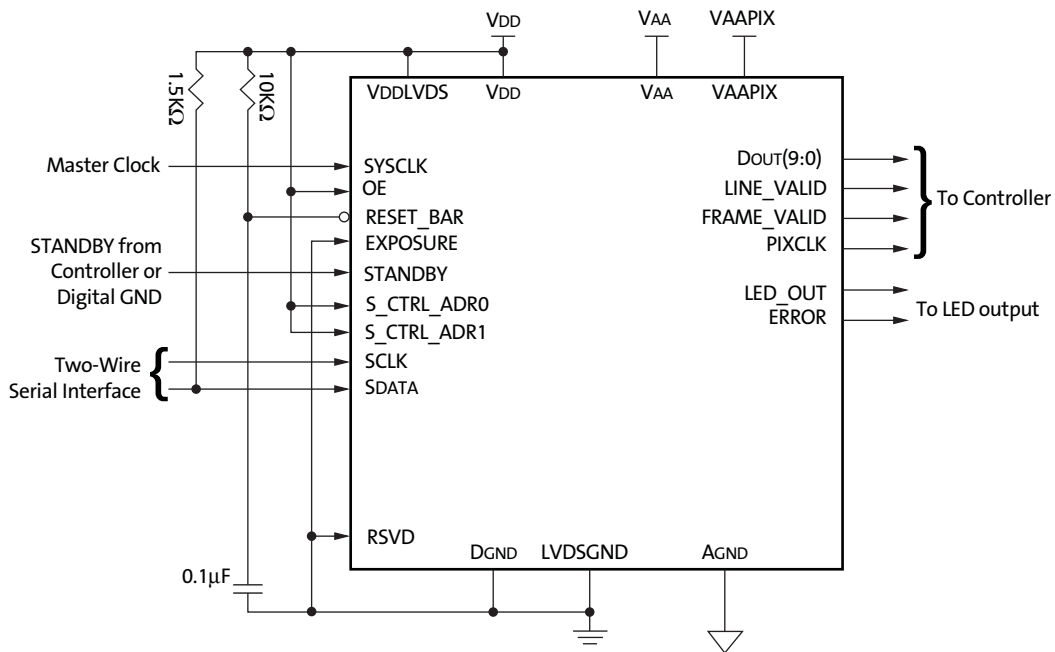 VDD
VAA
VAAPIX
1.5KΩ
10KΩ
VDDLVDS
VDD
VAA
VAAPIX
Master Clock
SYSCLK
OE
RESET_BAR
EXPOSURE
STANDBY from
Controller or
Digital GND
STANDBY
S_CTRL_ADR0
S_CTRL_ADR1
Two-Wire
Serial Interface
SCLK
SDATA
DOUT(9:0)
LINE_VALID
FRAME_VALID
PIXCLK
To Controller
LED_OUT
ERROR
To LED output
RSVD
DGND
LVDSGND
AGND
0.1μF